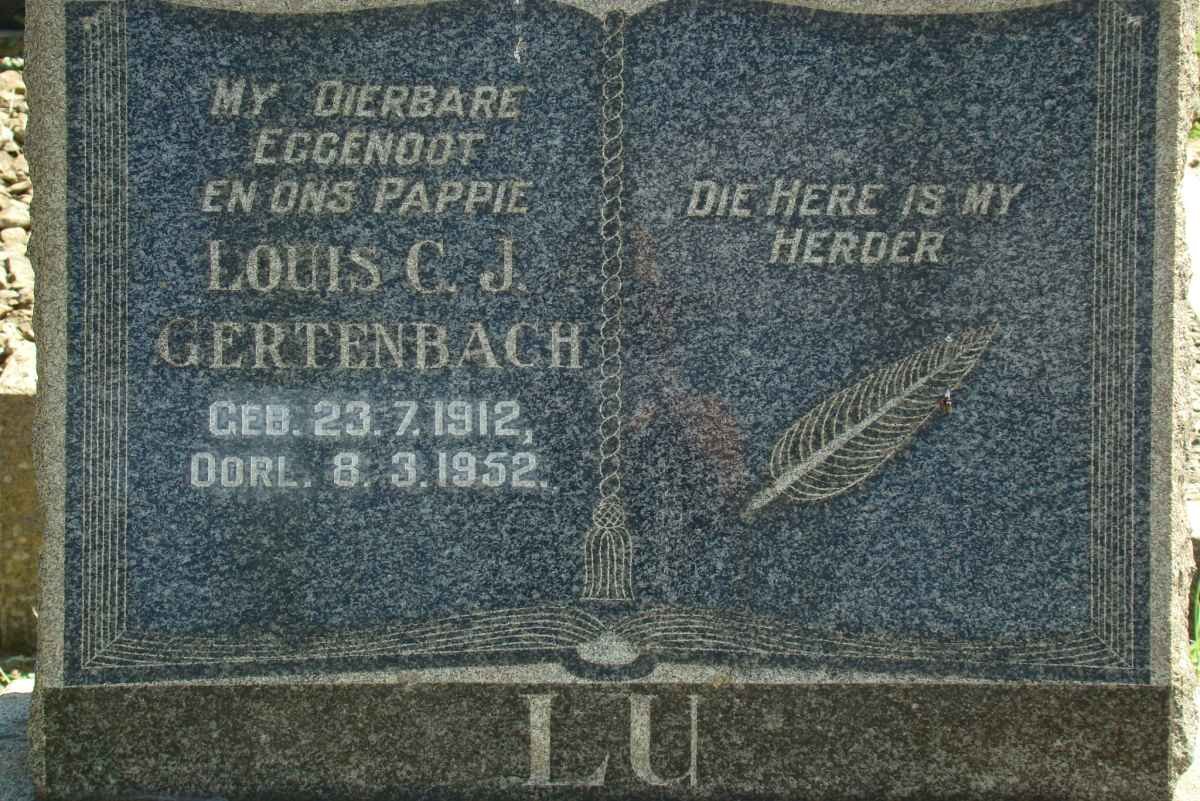 MY DIERBARE
EGGENOOT
EN ONS PAPPIE
LOUIS C. J.
GERTENBACH
GEB. 23. 7. 1912,
OORL. 8. 3. 1952.
DIE HERE IS MY
HERDER
LU